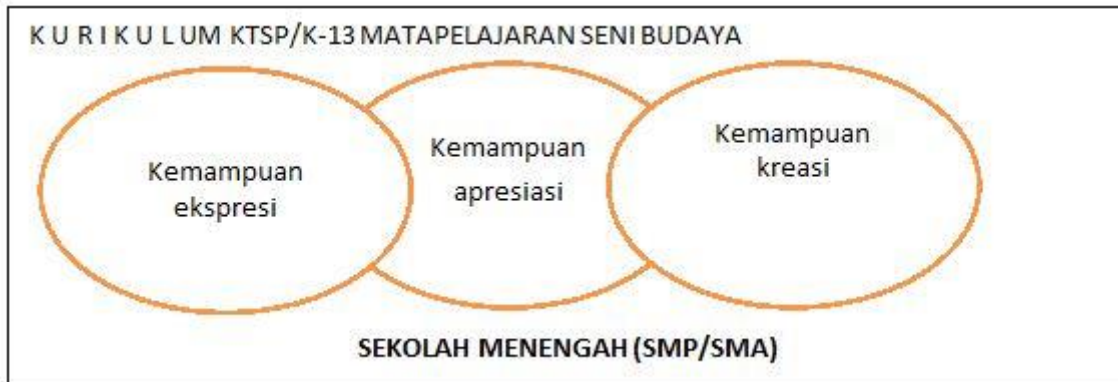 K U R I K U L UM KTSP/K-13 MATAPELAJARAN SENI BUDAYA
Kemampuan
ekspresi
Kemampuan
apresiasi
Kemampuan
kreasi
SEKOLAH MENENGAH (SMP/SMA)